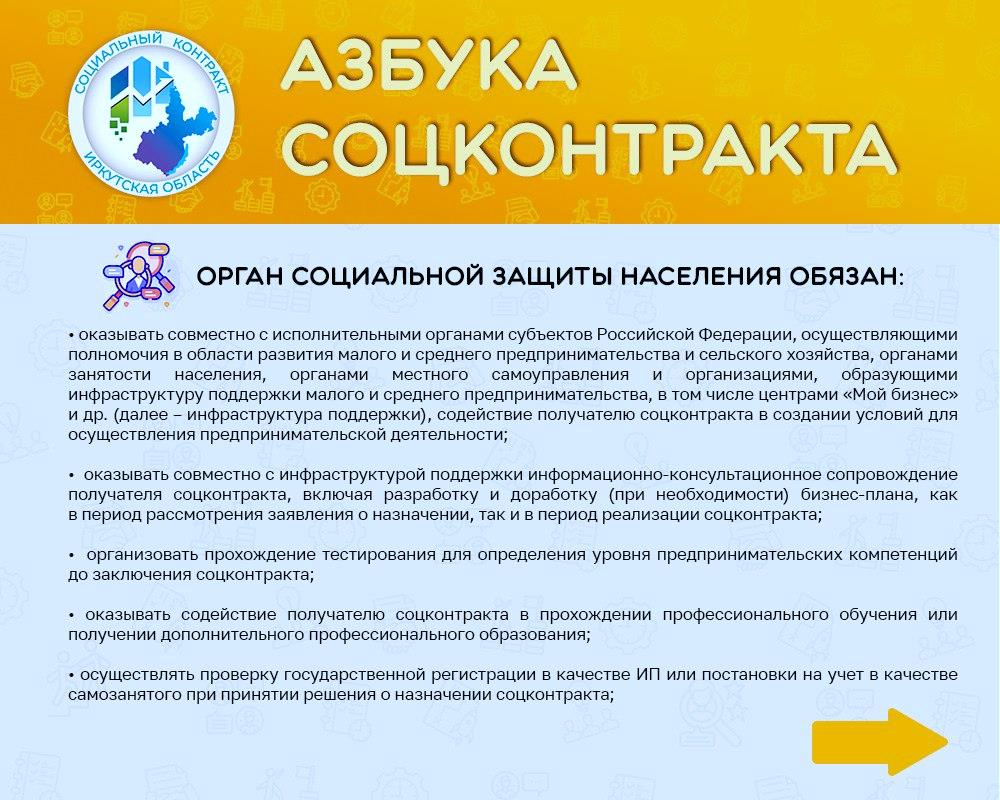 СОЦИАЛЬНЫЙ КОНТРАКТ
ИРКУТСКАЯ ОБЛАСТЬ
АЗБУКА
СОЦКОНТРАКТА
ОРГАН СОЦИАЛЬНОЙ ЗАЩИТЫ НАСЕЛЕНИЯ ОБЯЗАН:
• оказывать совместно с исполнительными органами субъектов Российской Федерации, осуществляющими
полномочия в области развития малого и среднего предпринимательства и сельского хозяйства, органами
занятости населения, органами местного самоуправления и организациями, образующими
инфраструктуру поддержки малого и среднего предпринимательства, в том числе центрами «Мой бизнес»
и др. (далее – инфраструктура поддержки), содействие получателю соцконтракта в создании условий для
осуществления предпринимательской деятельности;
• оказывать совместно с инфраструктурой поддержки информационно-консультационное сопровождение
получателя соцконтракта, включая разработку и доработку (при необходимости) бизнес-плана, как
в период рассмотрения заявления о назначении, так и в период реализации соцконтракта;
• организовать прохождение тестирования для определения уровня предпринимательских компетенций
до заключения соцконтракта;
• оказывать содействие получателю соцконтракта в прохождении профессионального обучения или
получении дополнительного профессионального образования;
• осуществлять проверку государственной регистрации в качестве ИП или постановки на учет в качестве
самозанятого при принятии решения о назначении соцконтракта;